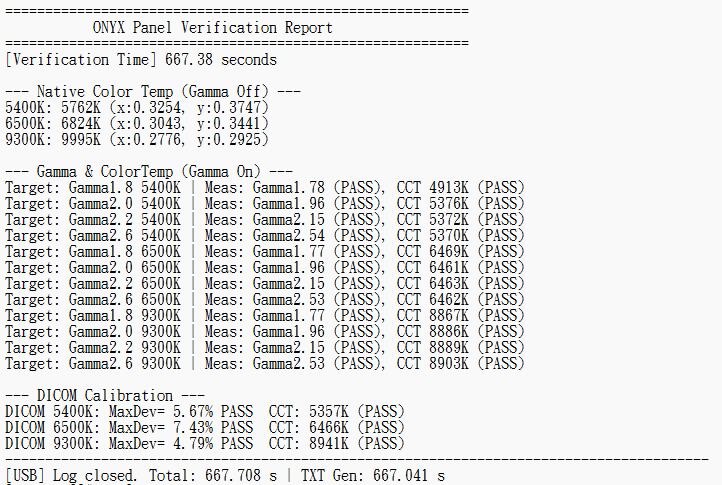 ==========================================================
ONYX Panel Verification Report
==========================================================
[Verification Time] 667.38 seconds
--- Native Color Temp (Gamma Off) ---
5400K: 5762K (x:0.3254, y:0.3747)
6500K: 6824K (x:0.3043, y:0.3441)
9300K: 9995K (x:0.2776, y:0.2925)
--- Gamma & ColorTemp (Gamma On) ---
Target: Gamma1.8 5400K | Meas: Gamma1.78 (PASS), CCT 4913K (PASS)
Target: Gamma2.0 5400K | Meas: Gamma1.96 (PASS), CCT 5376K (PASS)
Target: Gamma2.2 5400K | Meas: Gamma2.15 (PASS), CCT 5372K (PASS)
Target: Gamma2.6 5400K | Meas: Gamma2.54 (PASS), CCT 5370K (PASS)
Target: Gamma1.8 6500K | Meas: Gamma1.77 (PASS), CCT 6469K (PASS)
Target: Gamma2.0 6500K | Meas: Gamma1.96 (PASS), CCT 6461K (PASS)
Target: Gamma2.2 6500K | Meas: Gamma2.15 (PASS), CCT 6463K (PASS)
Target: Gamma2.6 6500K | Meas: Gamma2.53 (PASS), CCT 6462K (PASS)
Target: Gamma1.8 9300K | Meas: Gamma1.77 (PASS), CCT 8867K (PASS)
Target: Gamma2.0 9300K | Meas: Gamma1.96 (PASS), CCT 8886K (PASS)
Target: Gamma2.2 9300K | Meas: Gamma2.15 (PASS), CCT 8889K (PASS)
Target: Gamma2.6 9300K | Meas: Gamma2.53 (PASS), CCT 8903K (PASS)
--- DICOM Calibration ---
DICOM 5400K: MaxDev= 5.67% PASS  CCT: 5357K (PASS)
DICOM 6500K: MaxDev= 7.43% PASS  CCT: 6466K (PASS)
DICOM 9300K: MaxDev= 4.79% PASS  CCT: 8941K (PASS)
----------------------------------------------------------------------------------------
[USB] Log closed. Total: 667.708 s | TXT Gen: 667.041 s